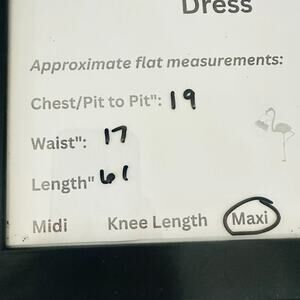 Dress
Approximate flat measurements:
Chest/Pit to Pit": 19
Waist": 17
Length" 61
Midi Knee Length Maxi